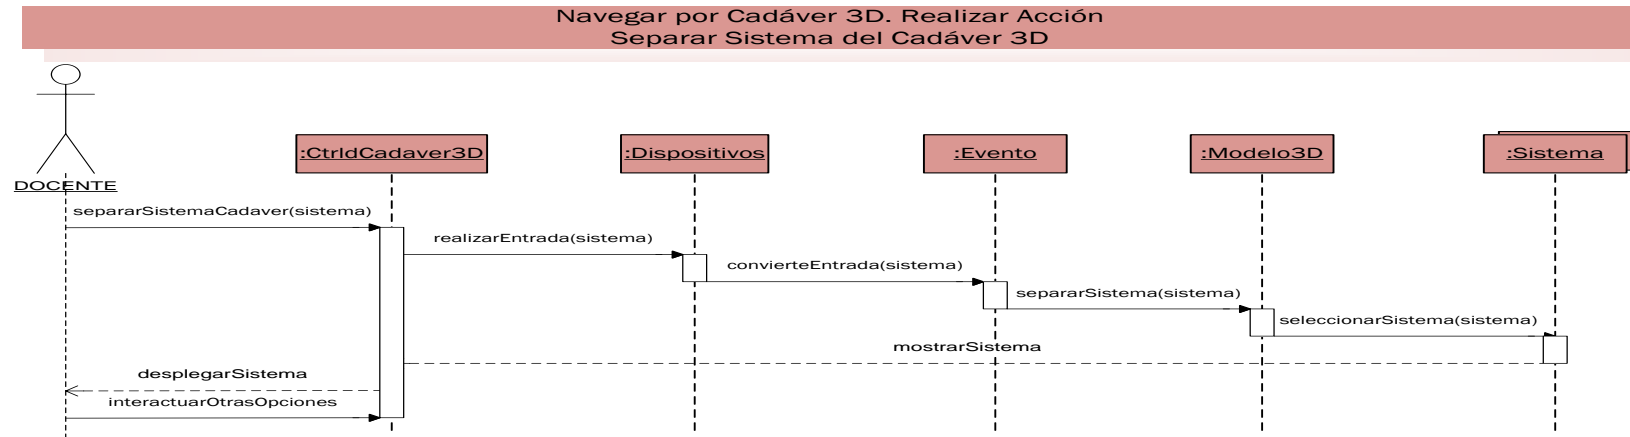 Navegar por Cadáver 3D. Realizar Acción
Separar Sistema del Cadáver 3D
DOCENTE
:CtrldCadaver3D
:Dispositivos
:Evento
:Modelo3D
:Sistema
separarSistemaCadaver(sistema)
realizarEntrada(sistema)
convierteEntrada(sistema)
separarSistema(sistema)
seleccionarSistema(sistema)
mostrarSistema
desplegarSistema
interactuarOtrasOpciones